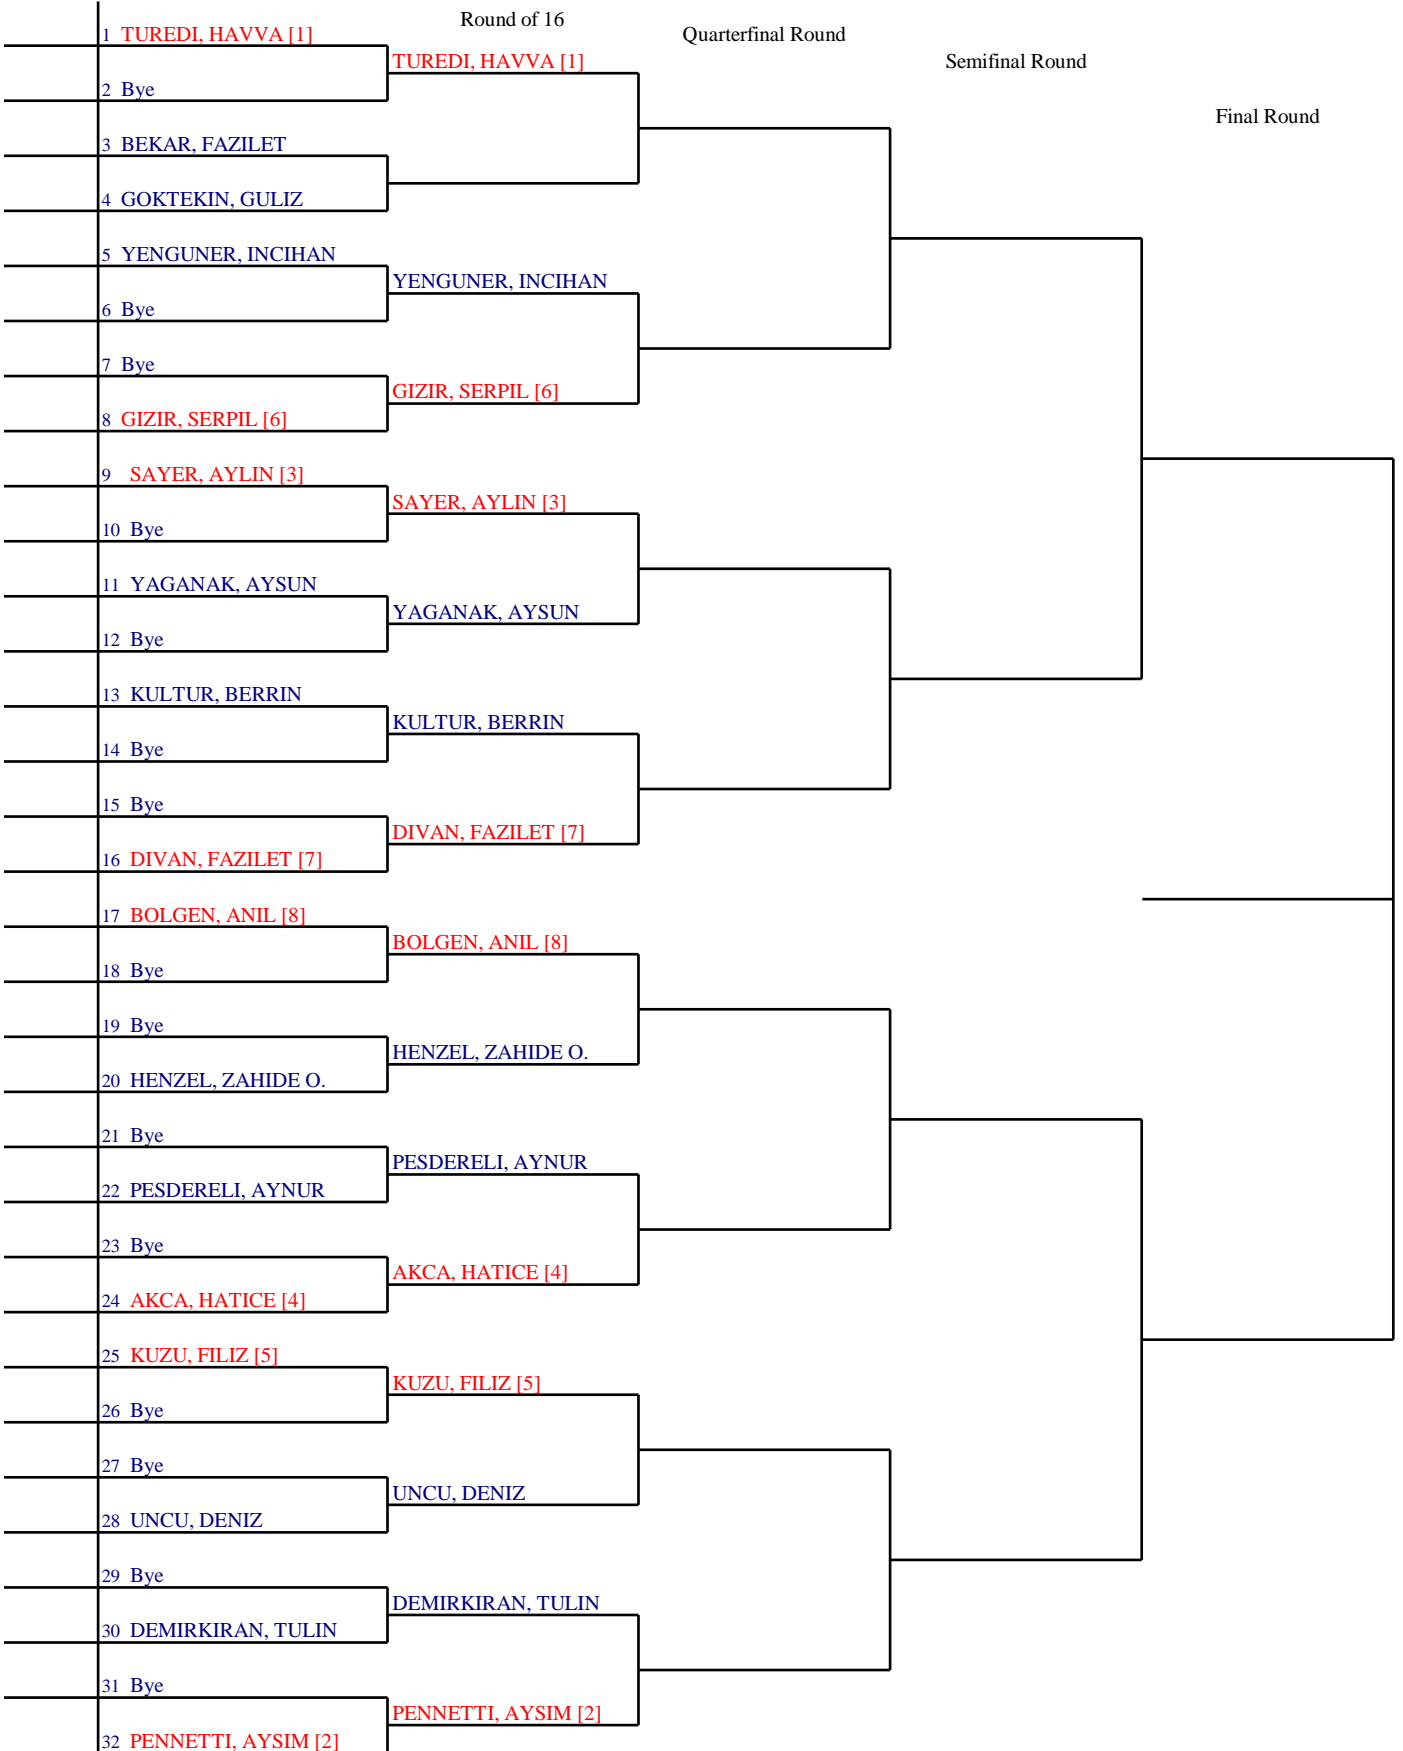 Round of 16
Quarterfinal Round
Semifinal Round
Final Round
1 TUREDI, HAVVA [1]
TUREDI, HAVVA [1]
2 Bye
3 BEKAR, FAZILET
4 GOKTEKIN, GULIZ
5 YENGUNER, INCIHAN
YENGUNER, INCIHAN
6 Bye
7 Bye
GIZIR, SERPIL [6]
8 GIZIR, SERPIL [6]
9 SAYER, AYLIN [3]
SAYER, AYLIN [3]
10 Bye
11 YAGANAK, AYSUN
YAGANAK, AYSUN
12 Bye
13 KULTUR, BERRIN
KULTUR, BERRIN
14 Bye
15 Bye
DIVAN, FAZILET [7]
16 DIVAN, FAZILET [7]
17 BOLGEN, ANIL [8]
BOLGEN, ANIL [8]
18 Bye
19 Bye
HENZEL, ZAHIDE O.
20 HENZEL, ZAHIDE O.
21 Bye
PESDERELI, AYNUR
22 PESDERELI, AYNUR
23 Bye
AKCA, HATICE [4]
24 AKCA, HATICE [4]
25 KUZU, FILIZ [5]
KUZU, FILIZ [5]
26 Bye
27 Bye
UNCU, DENIZ
28 UNCU, DENIZ
29 Bye
DEMIRKIRAN, TULIN
30 DEMIRKIRAN, TULIN
31 Bye
PENNETTI, AYSIM [2]
32 PENNETTI, AYSIM [2]